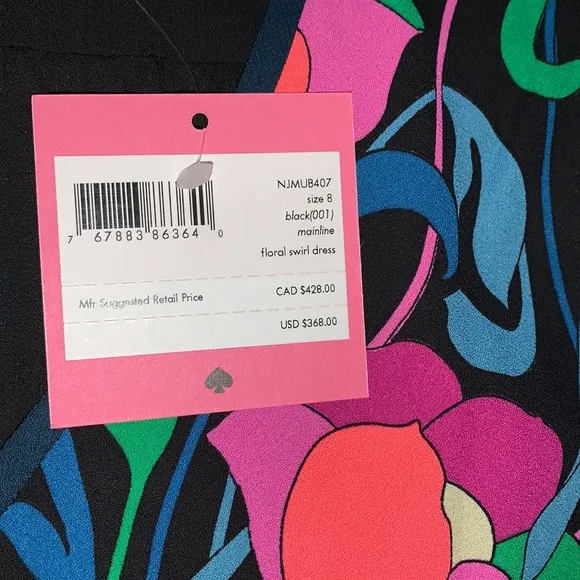 NJMUB407
size 8
black(001)
mainline
floral swirl dress
7 67883 86364 0
Mfr Suggested Retail Price CAD $428.00
USD $368.00